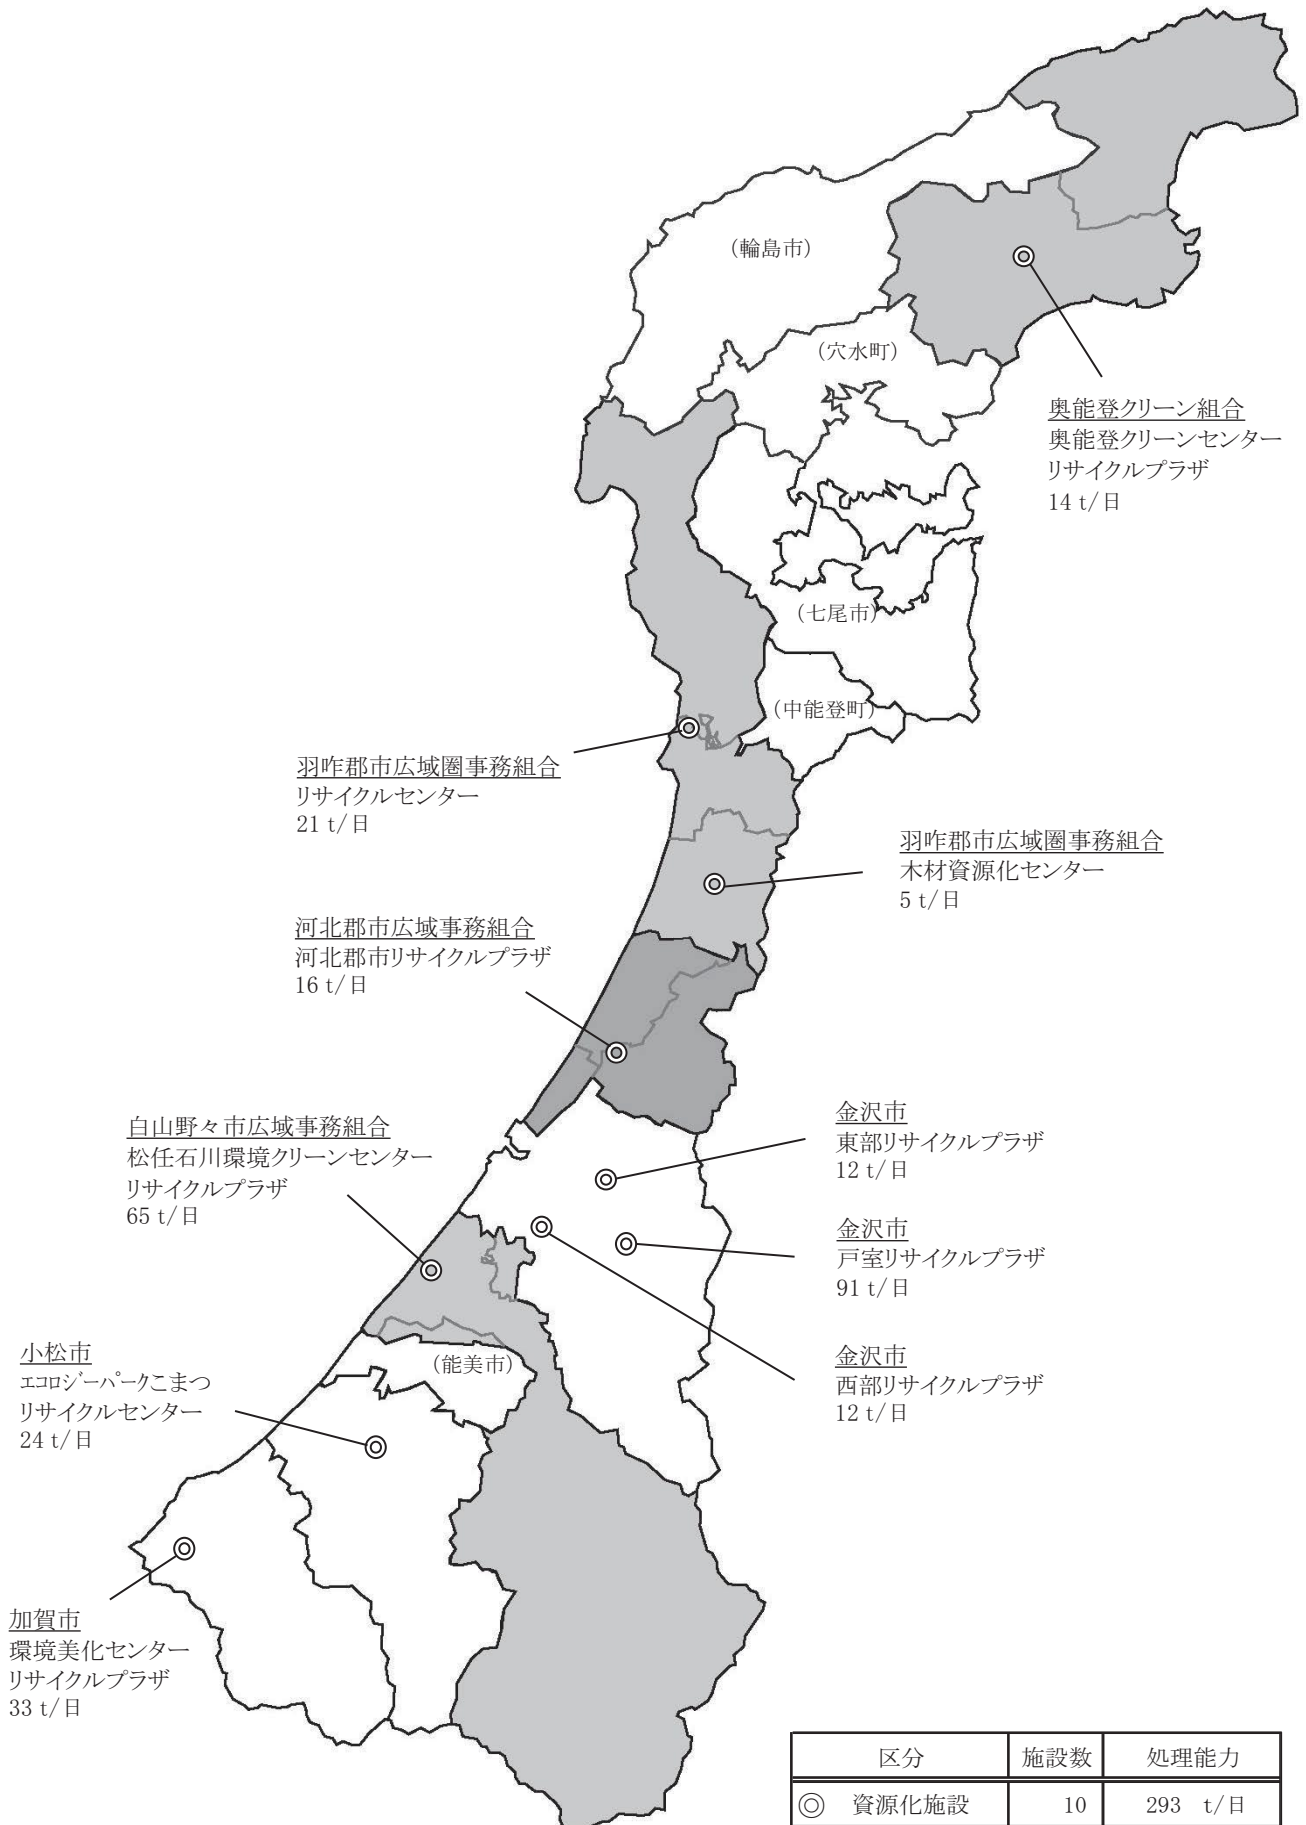 (輪島市)
(穴水町)
奥能登クリーン組合
奥能登クリーンセンター
リサイクルプラザ
14 t/日
(七尾市)
(中能登町)
羽咋郡市広域圏事務組合
リサイクルセンター
21 t/日
羽咋郡市広域圏事務組合
木材資源化センター
5 t/日
河北郡市広域事務組合
河北郡市リサイクルプラザ
16 t/日
金沢市
東部リサイクルプラザ
12 t/日
白山野々市広域事務組合
松任石川環境クリーンセンター
リサイクルプラザ
65 t/日
金沢市
戸室リサイクルプラザ
91 t/日
小松市
エコロジーパークこまつ
リサイクルセンター
24 t/日
(能美市)
金沢市
西部リサイクルプラザ
12 t/日
加賀市
環境美化センター
リサイクルプラザ
33 t/日
区分 施設数 処理能力
◎ 資源化施設 10 293 t/日